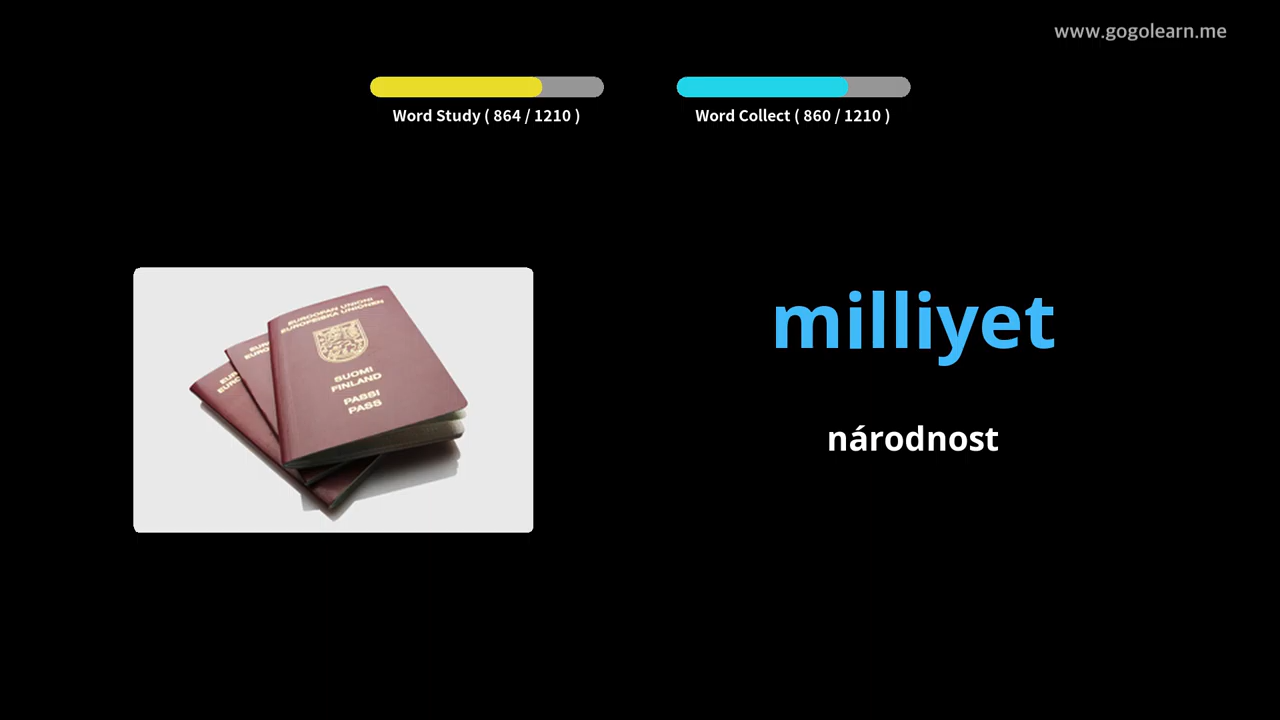 www.gogolearn.me
Word Study ( 864 / 1210 )
Word Collect ( 860 / 1210 )
EUROOPAN UNIONI
EUROPEISKA UNIONEN
SUOMI
FINLAND
PASSI
PASS
milliyet
národnost